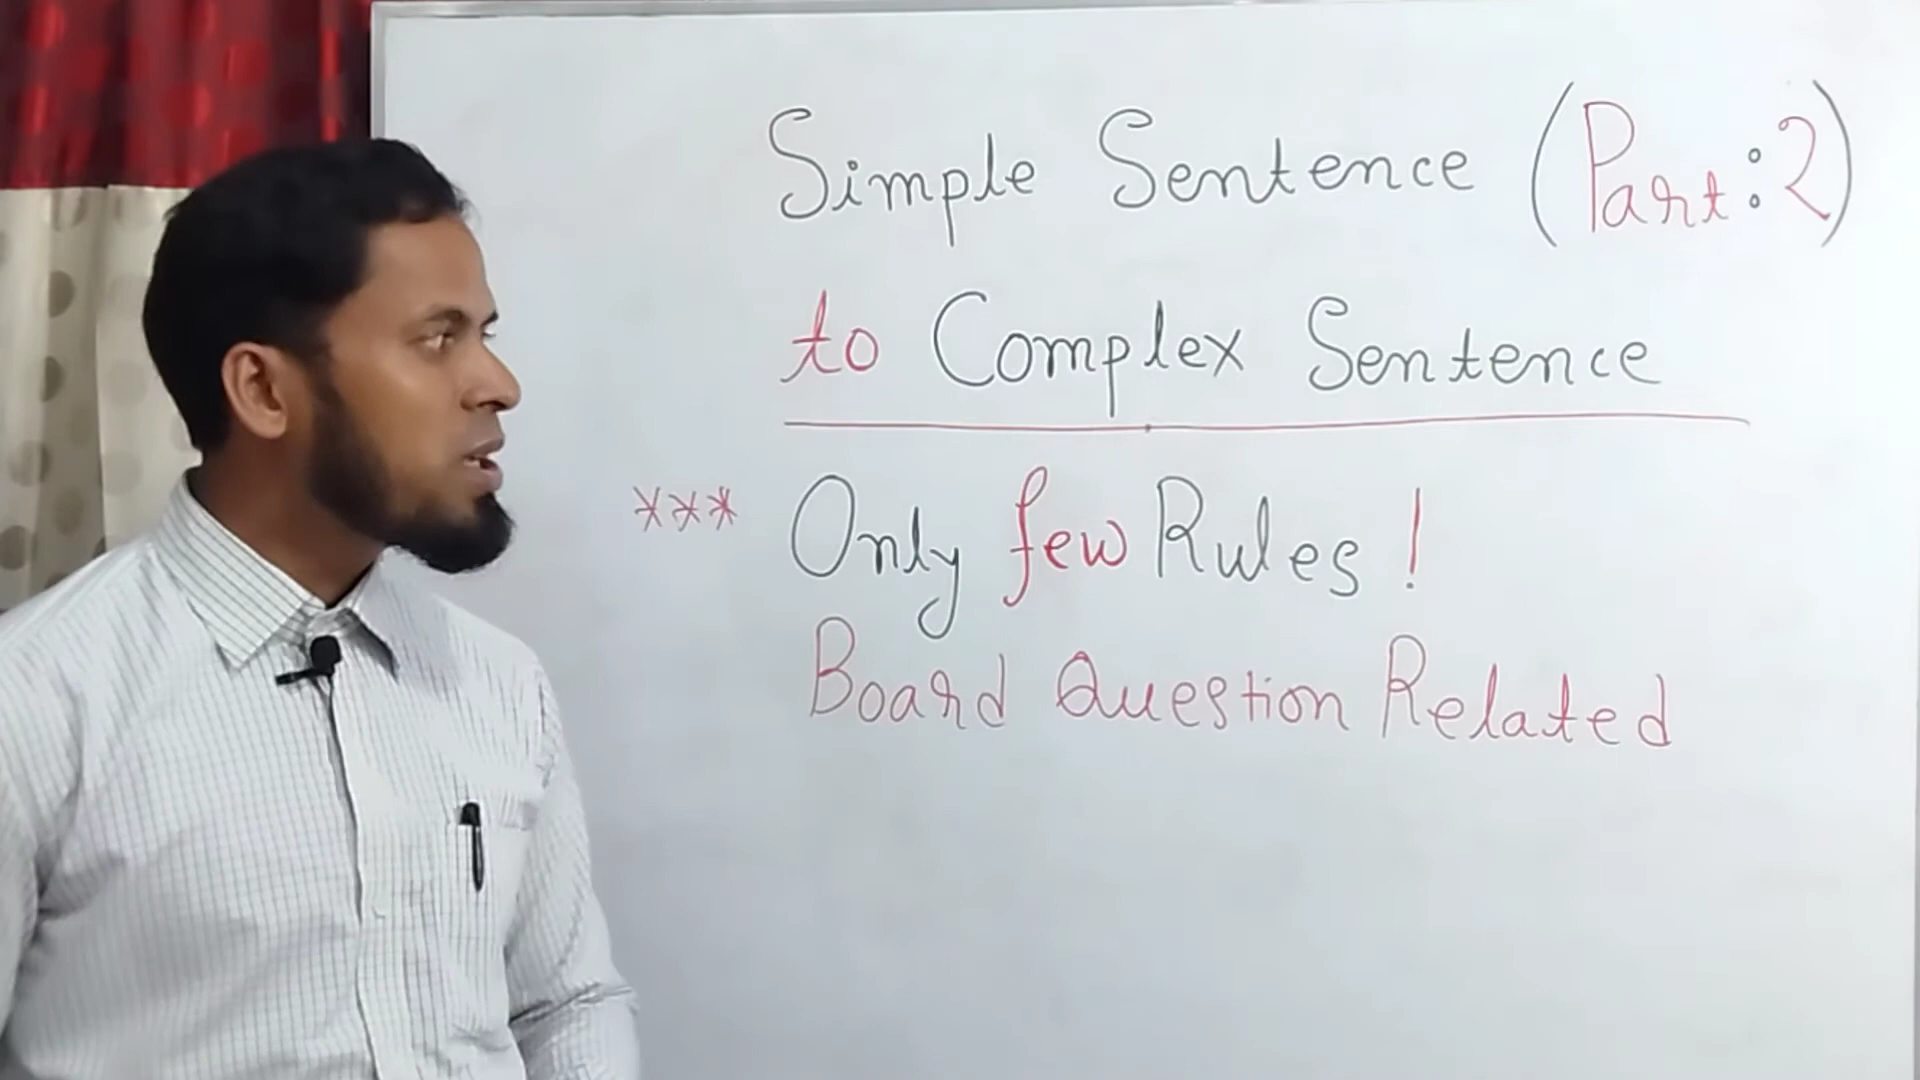 Simple Sentence (Part:2)
to Complex Sentence
*** Only few Rules!
Board Question Related